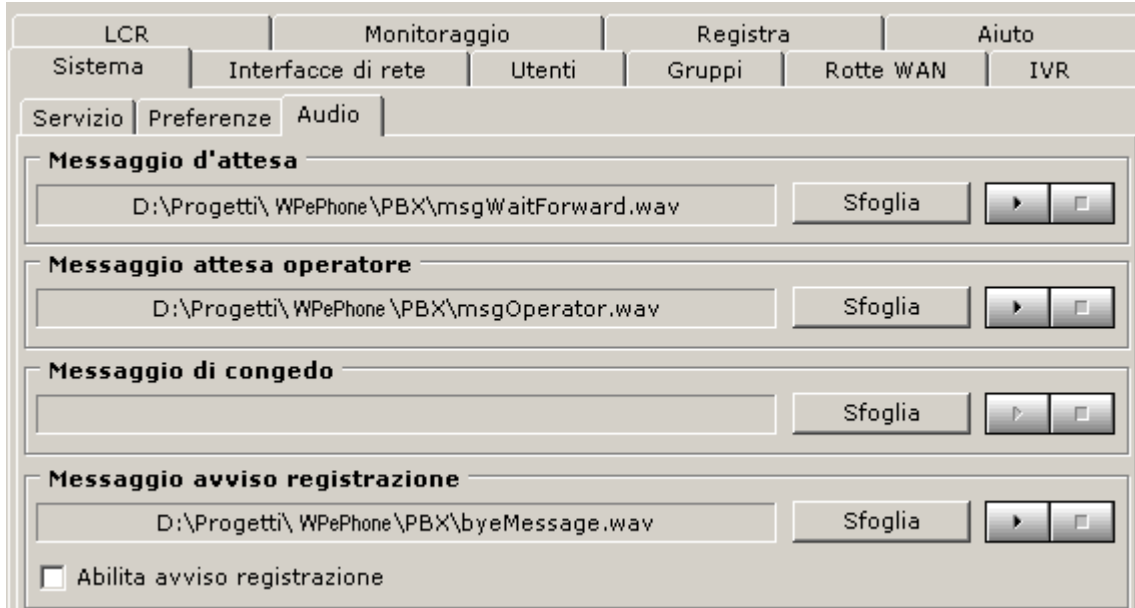 LCR Monitoraggio Registra Aiuto
Sistema Interfacce di rete Utenti Gruppi Rotte WAN IVR
Servizio Preferenze Audio
Messaggio d'attesa
D:\Progetti\ WPePhone\PBX\msgWaitForward.wav Sfoglia
Messaggio attesa operatore
D:\Progetti\ WPePhone \PBX\msgOperator.wav Sfoglia
Messaggio di congedo
Sfoglia
Messaggio avviso registrazione
D:\Progetti\ WPePhone\PBX\byeMessage.wav Sfoglia
Abilita avviso registrazione